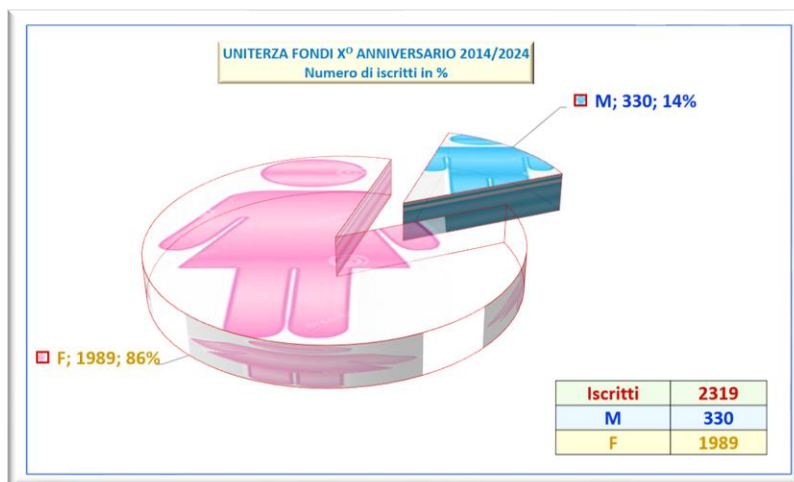 UNITERZA FONDI X° ANNIVERSARIO 2014/2024
Numero di iscritti in %
M; 330; 14%
F; 1989; 86%
Iscritti 2319
M 330
F 1989